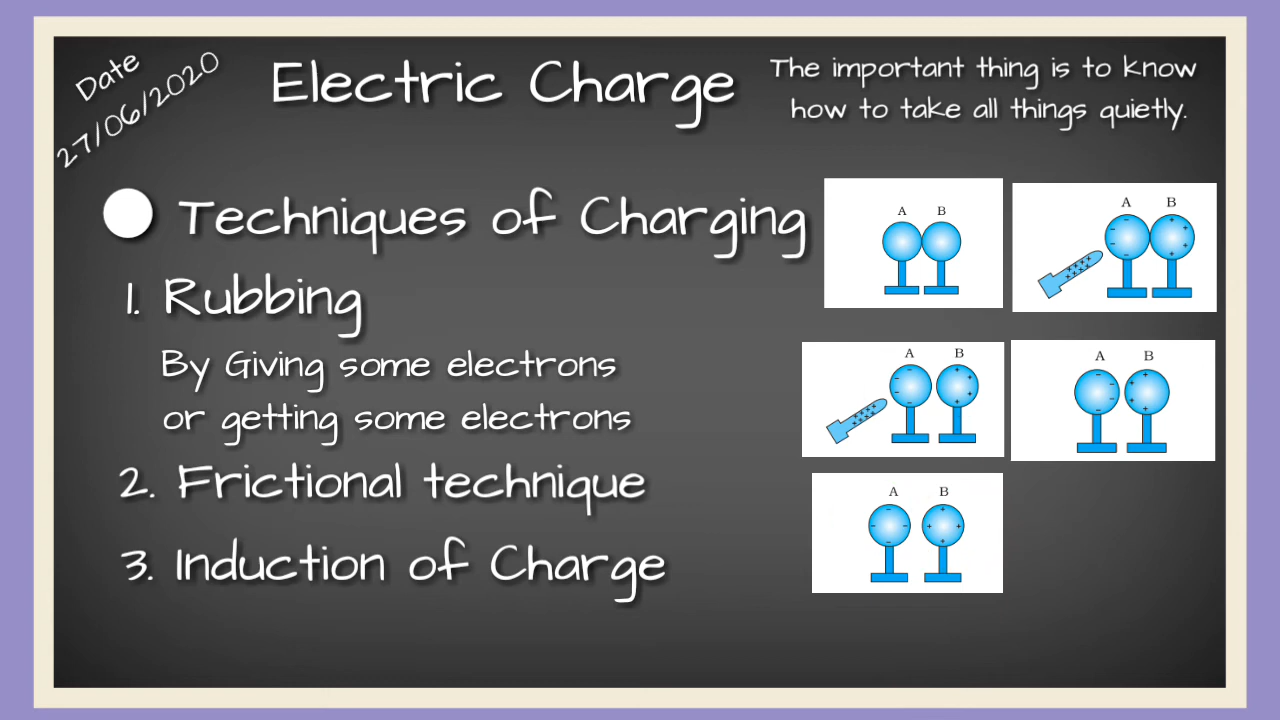 Date
27/06/2020
Electric Charge
The important thing is to know
how to take all things quietly.
Techniques of Charging
1. Rubbing
By Giving some electrons
or getting some electrons
2. Frictional technique
3. Induction of Charge
A B
A B
A B
A B
A B